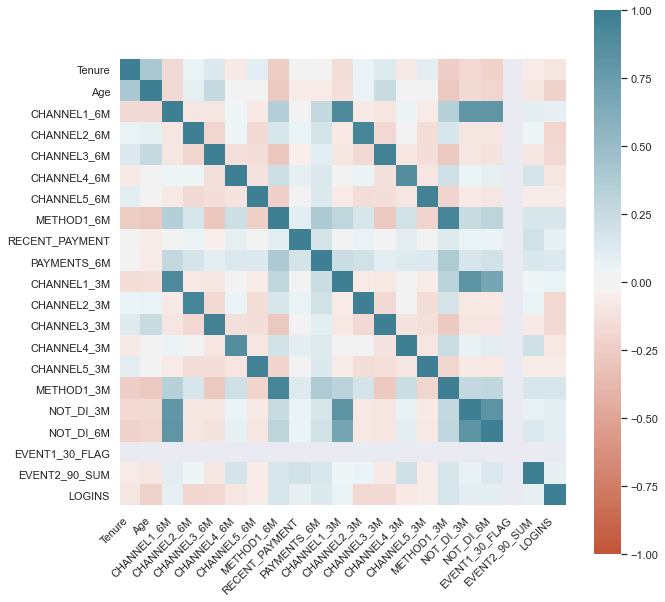 Tenure
Age
CHANNEL1_6M
CHANNEL2_6M
CHANNEL3_6M
CHANNEL4_6M
CHANNEL5_6M
METHOD1_6M
RECENT_PAYMENT
PAYMENTS_6M
CHANNEL1_3M
CHANNEL2_3M
CHANNEL3_3M
CHANNEL4_3M
CHANNEL5_3M
METHOD1_3M
NOT_DI_3M
NOT_DI_6M
EVENT1_30_FLAG
EVENT2_90_SUM
LOGINS
Tenure
Age
CHANNEL1_6M
CHANNEL2_6M
CHANNEL3_6M
CHANNEL4_6M
CHANNEL5_6M
METHOD1_6M
RECENT_PAYMENT
PAYMENTS_6M
CHANNEL1_3M
CHANNEL2_3M
CHANNEL3_3M
CHANNEL4_3M
CHANNEL5_3M
METHOD1_3M
NOT_DI_3M
NOT_DI_6M
EVENT1_30_FLAG
EVENT2_90_SUM
LOGINS
1.00
0.75
0.50
0.25
0.00
−0.25
−0.50
−0.75
−1.00